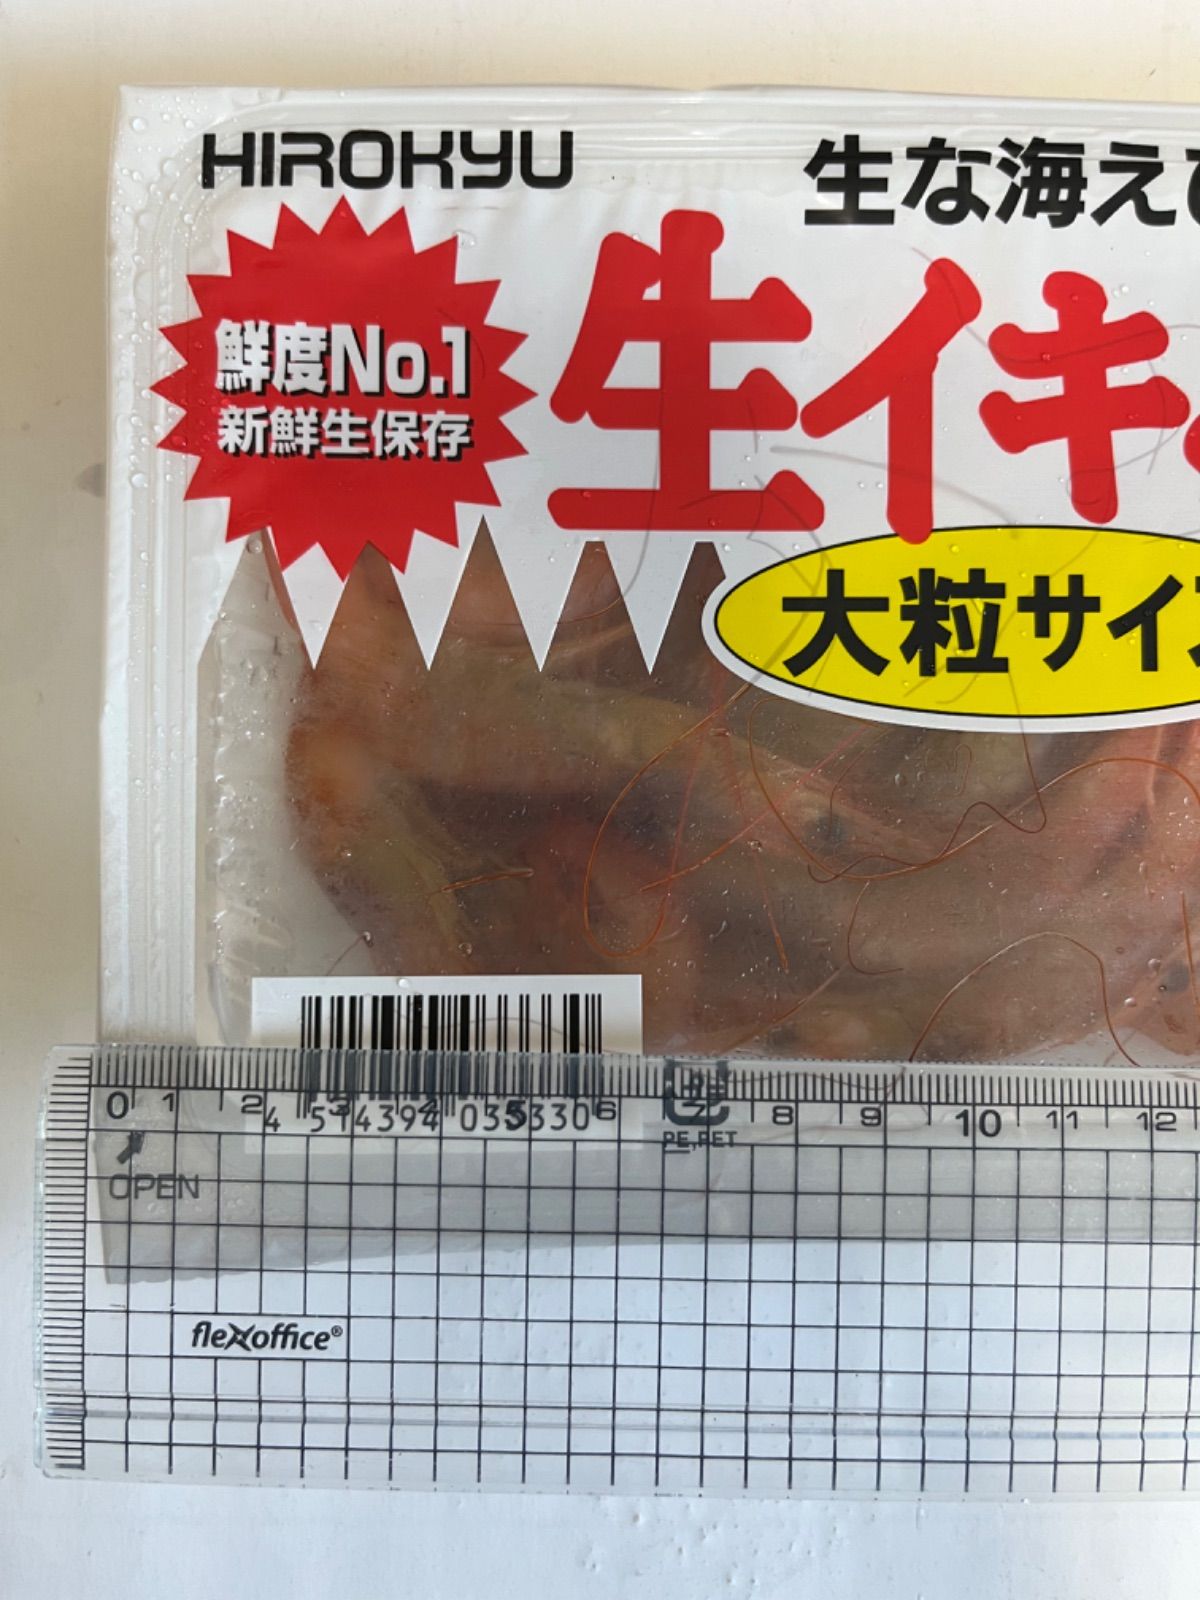 HIROKYU
生な海え
鮮度No.1
新鮮生保存
生イキ
大粒サイズ
4 514394 035330
0 1 2 3 4 5 6 7 8 9 10 11 12
PE,PET
OPEN
flexoffice®